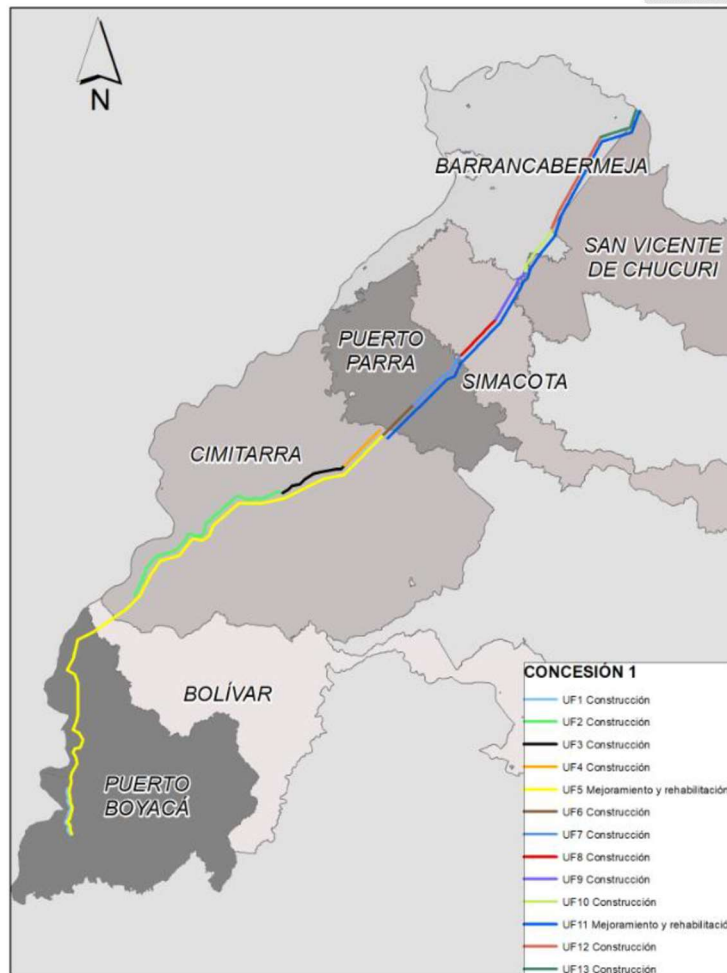 N
BARRANCABERMEJA
SAN VICENTE
DE CHUCURI
PUERTO
PARRA
SIMACOTA
CIMITARRA
BOLÍVAR
PUERTO
BOYACÁ
CONCESIÓN 1
UF1 Construcción
UF2 Construcción
UF3 Construcción
UF4 Construcción
UF5 Mejoramiento y rehabilitación
UF6 Construcción
UF7 Construcción
UF8 Construcción
UF9 Construcción
UF10 Construcción
UF11 Mejoramiento y rehabilitació
UF12 Construcción
UF13 Construcción